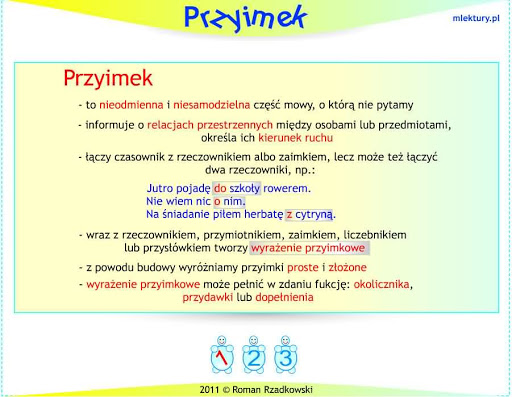 Przyimek
mlektury.pl
Przyimek
- to nieodmienna i niesamodzielna część mowy, o którą nie pytamy
- informuje o relacjach przestrzennych między osobami lub przedmiotami,
określa ich kierunek ruchu
- łączy czasownik z rzeczownikiem albo zaimkiem, lecz może też łączyć
dwa rzeczowniki, np.:
Jutro pojadę do szkoły rowerem.
Nie wiem nic o nim.
Na śniadanie piłem herbatę z cytryną.
- wraz z rzeczownikiem, przymiotnikiem, zaimkiem, liczebnikiem
lub przysłówkiem tworzy wyrażenie przyimkowe
- z powodu budowy wyróżniamy przyimki proste i złożone
- wyrażenie przyimkowe może pełnić w zdaniu fukcję: okolicznika,
przydawki lub dopełnienia
1 2 3
2011 © Roman Rzadkowski